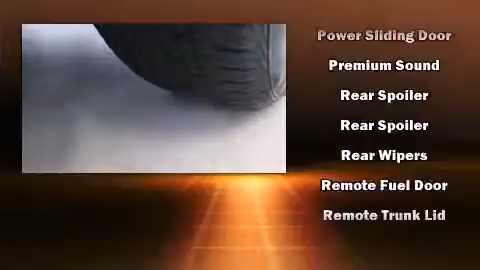 Power Sliding Door
Premium Sound
Rear Spoiler
Rear Spoiler
Rear Wipers
Remote Fuel Door
Remote Trunk Lid